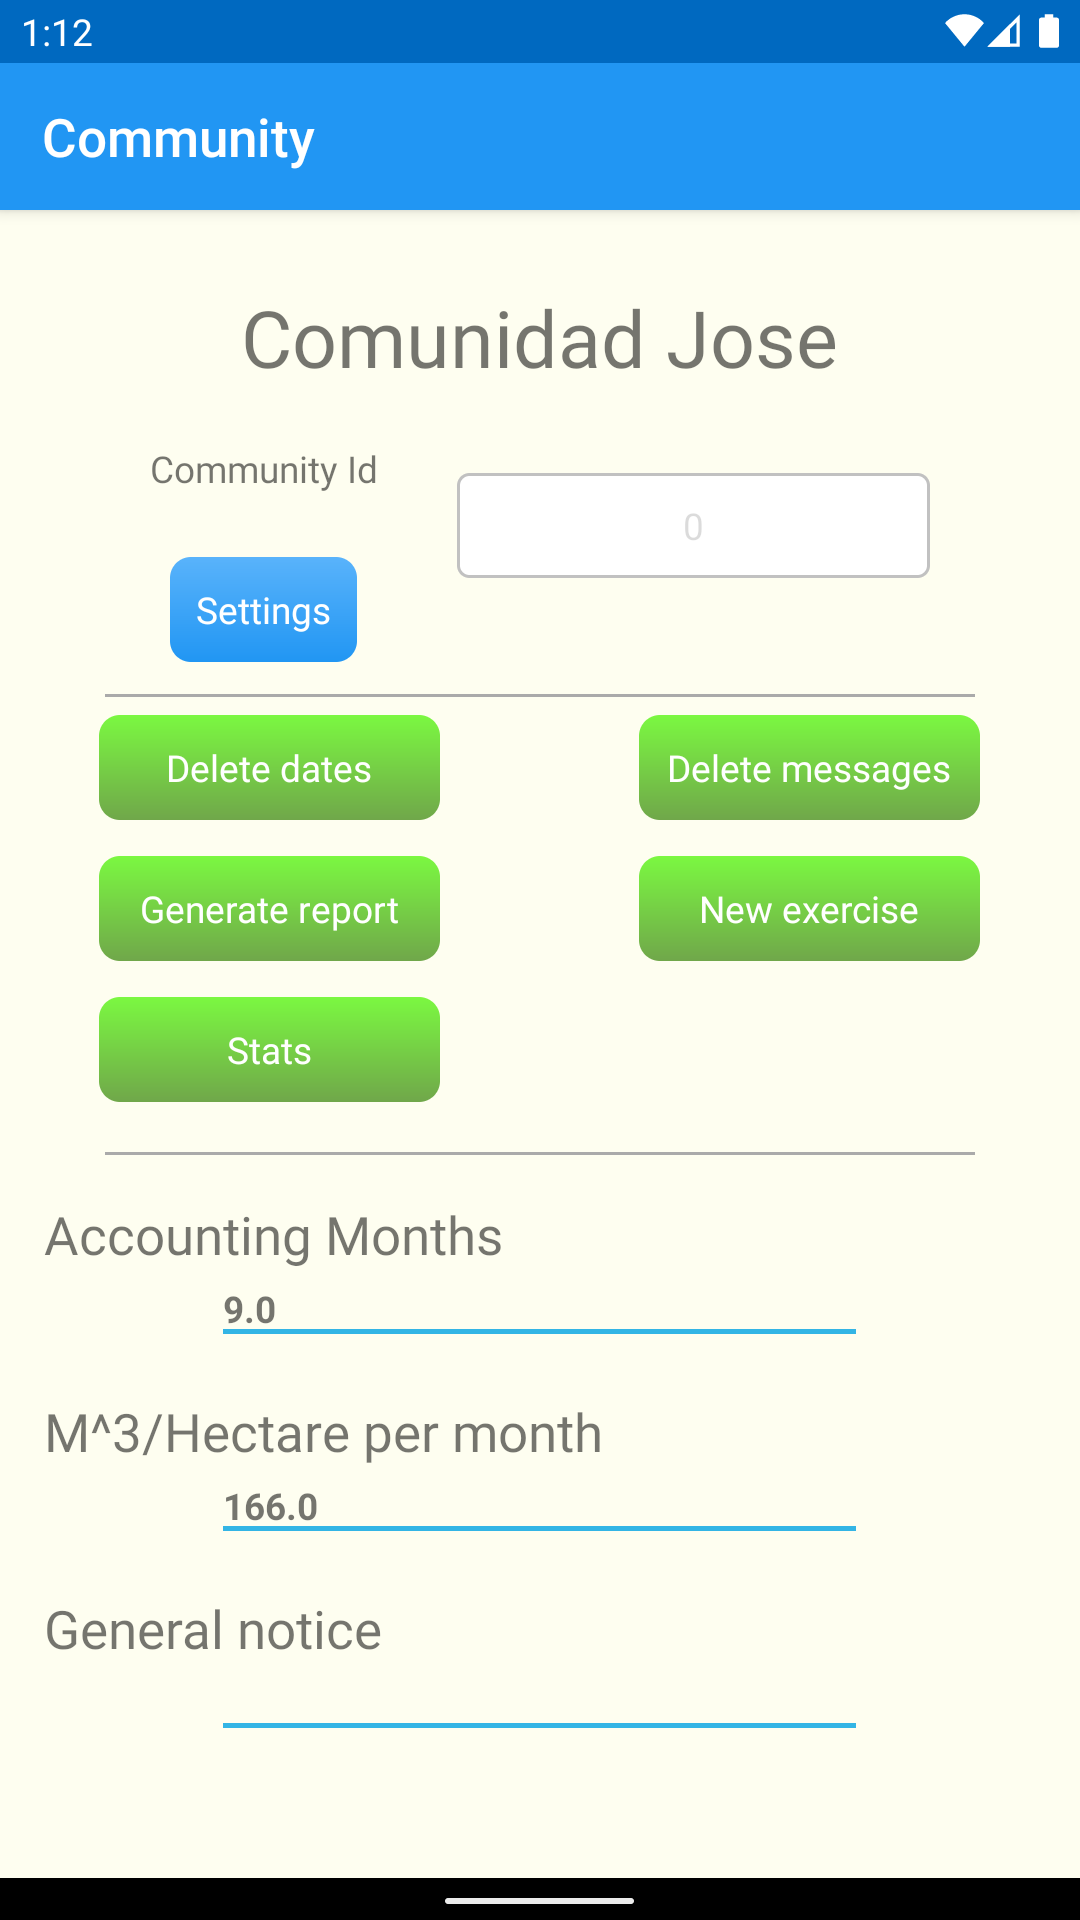 1:12
Community
Comunidad Jose
Community Id
0
Settings
Delete dates
Delete messages
Generate report
New exercise
Stats
Accounting Months
9.0
M^3/Hectare per month
166.0
General notice